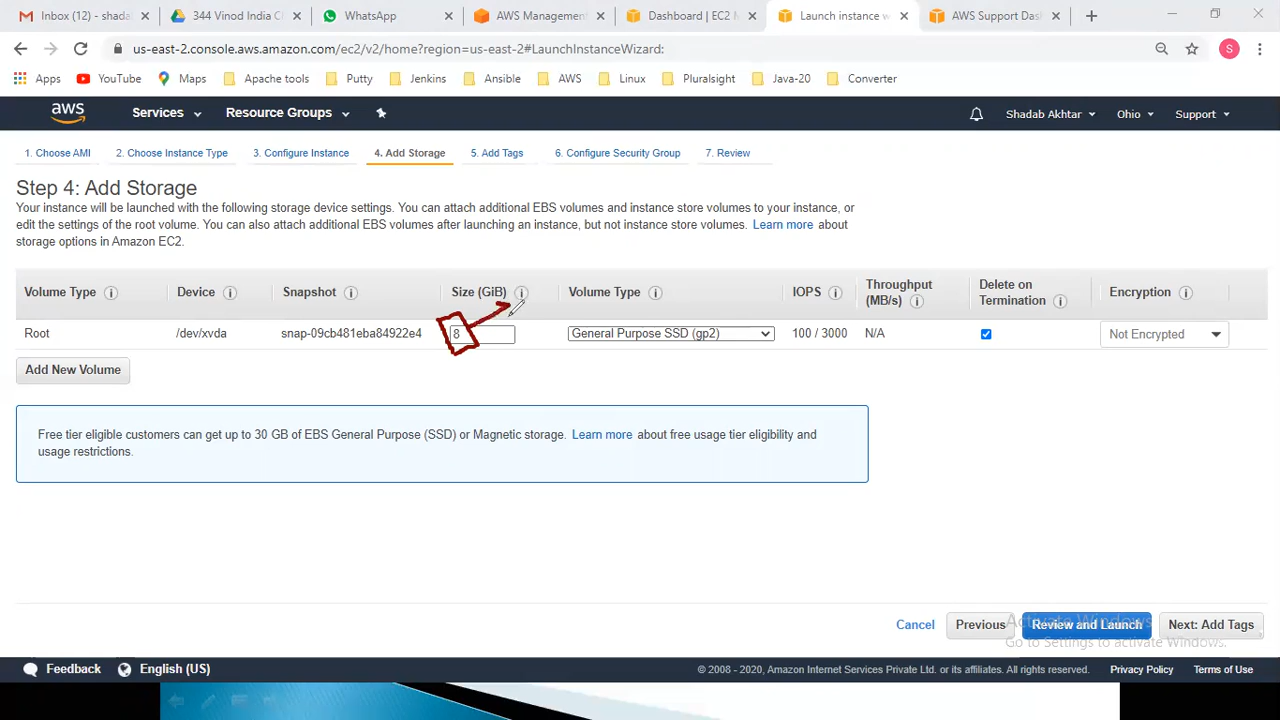 Inbox (12) - shada
344 Vinod India C
WhatsApp
AWS Management
Dashboard | EC2 M
Launch instance w
AWS Support Das
us-east-2.console.aws.amazon.com/ec2/v2/home?region=us-east-2#LaunchInstanceWizard:
S
Apps
YouTube
Maps
Apache tools
Putty
Jenkins
Ansible
AWS
Linux
Pluralsight
Java-20
Converter
aws
Services
Resource Groups
Shadab Akhtar
Ohio
Support
1. Choose AMI
2. Choose Instance Type
3. Configure Instance
4. Add Storage
5. Add Tags
6. Configure Security Group
7. Review
Step 4: Add Storage
Your instance will be launched with the following storage device settings. You can attach additional EBS volumes and instance store volumes to your instance, or
edit the settings of the root volume. You can also attach additional EBS volumes after launching an instance, but not instance store volumes. Learn more about
storage options in Amazon EC2.
Volume Type
Device
Snapshot
Size (GiB)
Volume Type
IOPS
Throughput
(MB/s)
Delete on
Termination
Encryption
Root
/dev/xvda
snap-09cb481eba84922e4
8
General Purpose SSD (gp2)
100 / 3000
N/A
Not Encrypted
Add New Volume
Free tier eligible customers can get up to 30 GB of EBS General Purpose (SSD) or Magnetic storage. Learn more about free usage tier eligibility and
usage restrictions.
Cancel
Previous
Review and Launch
Next: Add Tags
Activate Windows
Go to Settings to activate Windows.
Feedback
English (US)
© 2008 - 2020, Amazon Internet Services Private Ltd. or its affiliates. All rights reserved.
Privacy Policy
Terms of Use